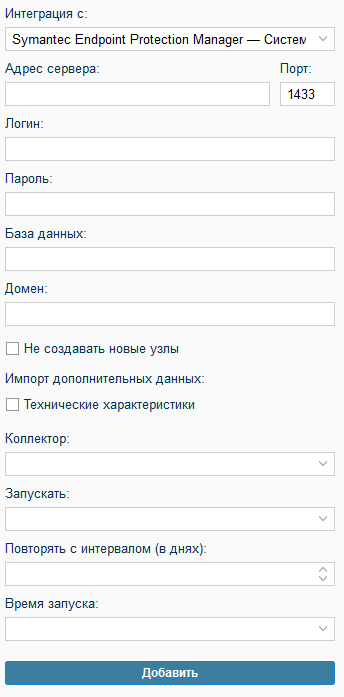 Интеграция с:
Symantec Endpoint Protection Manager — Систем
Адрес сервера: Порт:
1433
Логин:
Пароль:
База данных:
Домен:
Не создавать новые узлы
Импорт дополнительных данных:
Технические характеристики
Коллектор:
Запускать:
Повторять с интервалом (в днях):
Время запуска:
Добавить